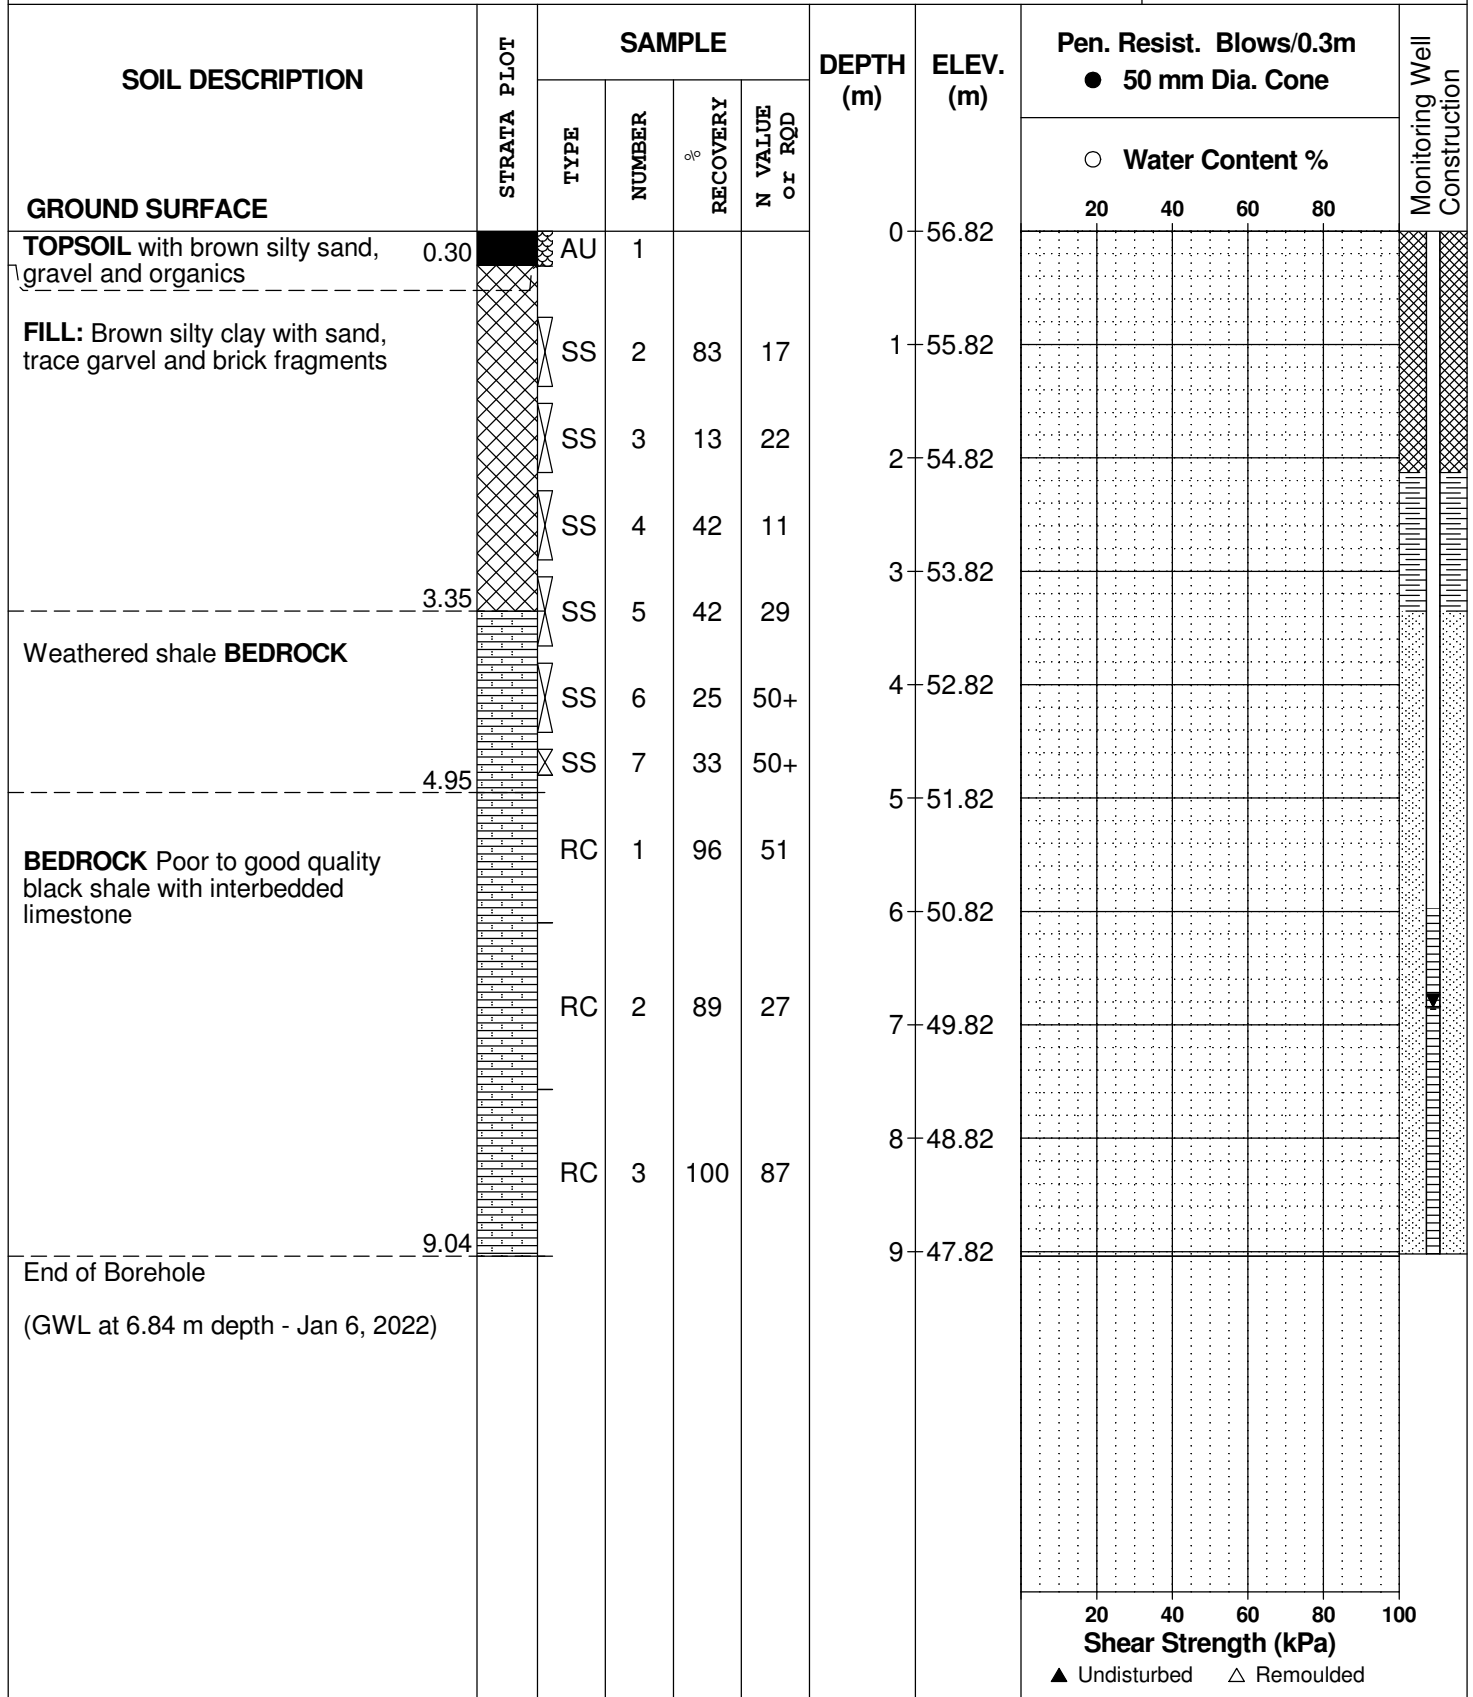 SOIL DESCRIPTION
GROUND SURFACE
STRATA PLOT
SAMPLE
TYPE
NUMBER
% RECOVERY
N VALUE or RQD
DEPTH (m)
ELEV. (m)
Pen. Resist. Blows/0.3m
● 50 mm Dia. Cone
○ Water Content %
20 40 60 80
Monitoring Well Construction
0 56.82
TOPSOIL with brown silty sand, 0.30
gravel and organics
AU 1
FILL: Brown silty clay with sand,
trace garvel and brick fragments
SS 2 83 17
1 55.82
SS 3 13 22
2 54.82
SS 4 42 11
3 53.82
3.35
SS 5 42 29
Weathered shale BEDROCK
4 52.82
SS 6 25 50+
SS 7 33 50+
4.95
5 51.82
RC 1 96 51
BEDROCK Poor to good quality
black shale with interbedded
limestone
6 50.82
RC 2 89 27
7 49.82
8 48.82
RC 3 100 87
9.04
9 47.82
End of Borehole
(GWL at 6.84 m depth - Jan 6, 2022)
20 40 60 80 100
Shear Strength (kPa)
▲ Undisturbed △ Remoulded